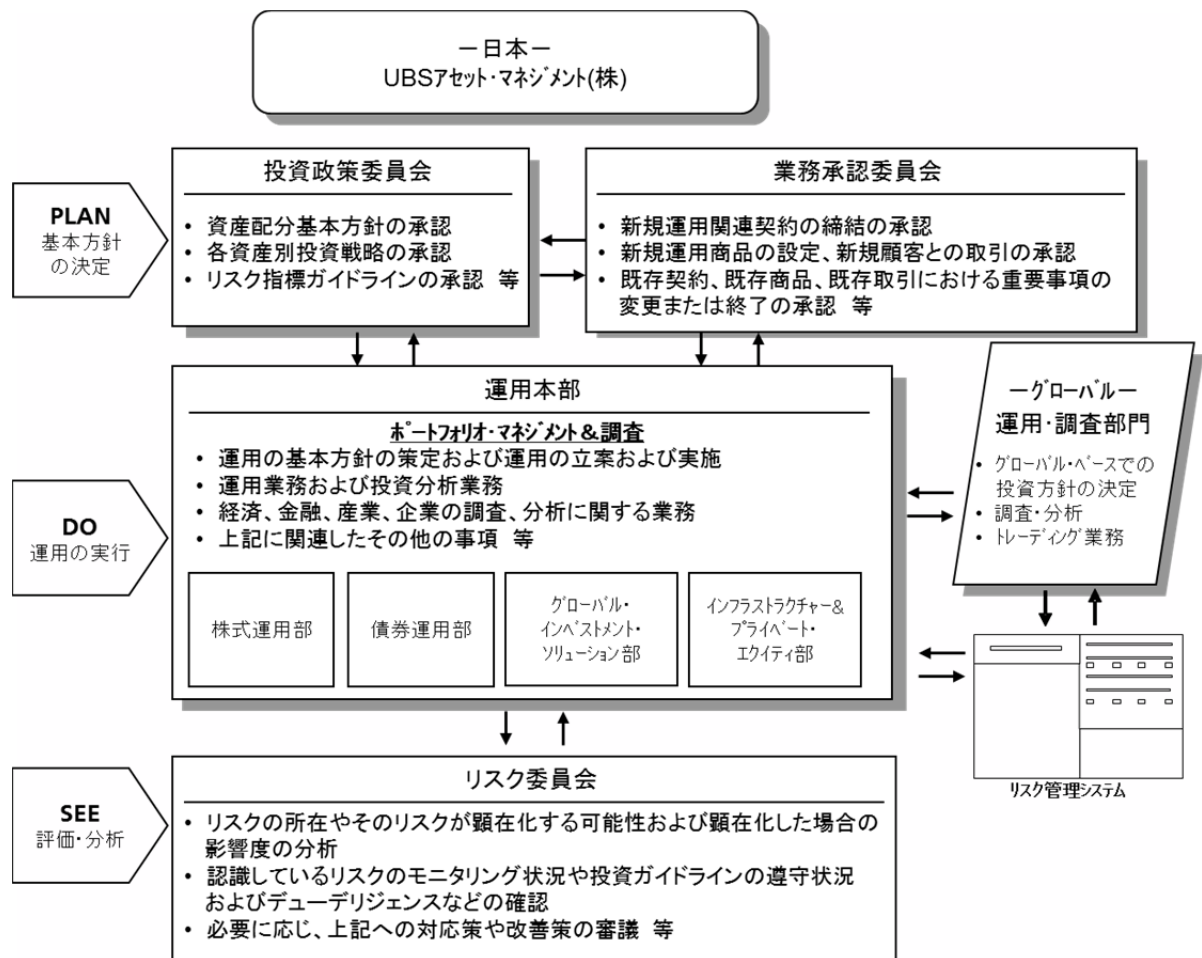 －日本－
UBSアセット・マネジメント(株)
PLAN
基本方針
の決定
投資政策委員会
• 資産配分基本方針の承認
• 各資産別投資戦略の承認
• リスク指標ガイドラインの承認 等
業務承認委員会
• 新規運用関連契約の締結の承認
• 新規運用商品の設定、新規顧客との取引の承認
• 既存契約、既存商品、既存取引における重要事項の
変更または終了の承認 等
DO
運用の実行
運用本部
ポートフォリオ・マネジメント＆調査
• 運用の基本方針の策定および運用の立案および実施
• 運用業務および投資分析業務
• 経済、金融、産業、企業の調査、分析に関する業務
• 上記に関連したその他の事項 等
株式運用部
債券運用部
グローバル・
インベストメント・
ソリューション部
インフラストラクチャー＆
プライベート・
エクイティ部
－グローバル－
運用・調査部門
• グローバル・ベースでの
投資方針の決定
• 調査・分析
• トレーディング業務
リスク管理システム
SEE
評価・分析
リスク委員会
• リスクの所在やそのリスクが顕在化する可能性および顕在化した場合の
影響度の分析
• 認識しているリスクのモニタリング状況や投資ガイドラインの遵守状況
およびデューデリジェンスなどの確認
• 必要に応じ、上記への対応策や改善策の審議 等